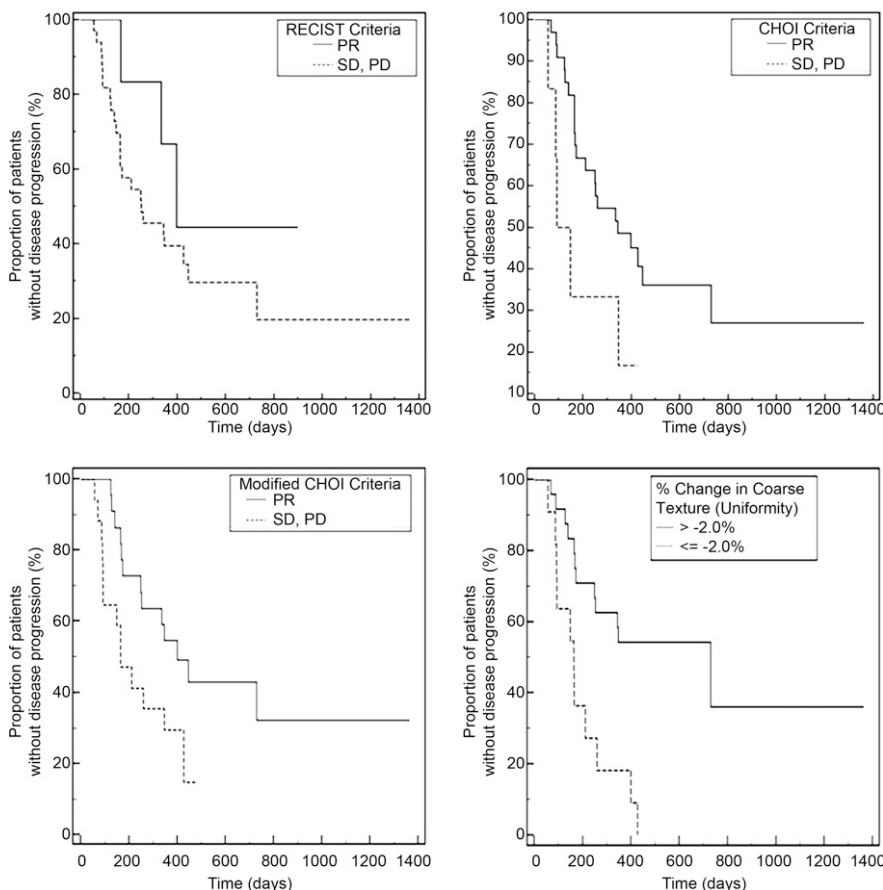 RECIST Criteria
PR
SD, PD
Proportion of patients
without disease progression (%)
100
80
60
40
20
0
0 200 400 600 800 1000 1200 1400
Time (days)
CHOI Criteria
PR
SD, PD
Proportion of patients
without disease progression (%)
100
90
80
70
60
50
40
30
20
10
0 200 400 600 800 1000 1200 1400
Time (days)
Modified CHOI Criteria
PR
SD, PD
Proportion of patients
without disease progression (%)
100
80
60
40
20
0
0 200 400 600 800 1000 1200 1400
Time (days)
% Change in Coarse
Texture (Uniformity)
> -2.0%
<= -2.0%
Proportion of patients
without disease progression (%)
100
80
60
40
20
0
0 200 400 600 800 1000 1200 1400
Time (days)